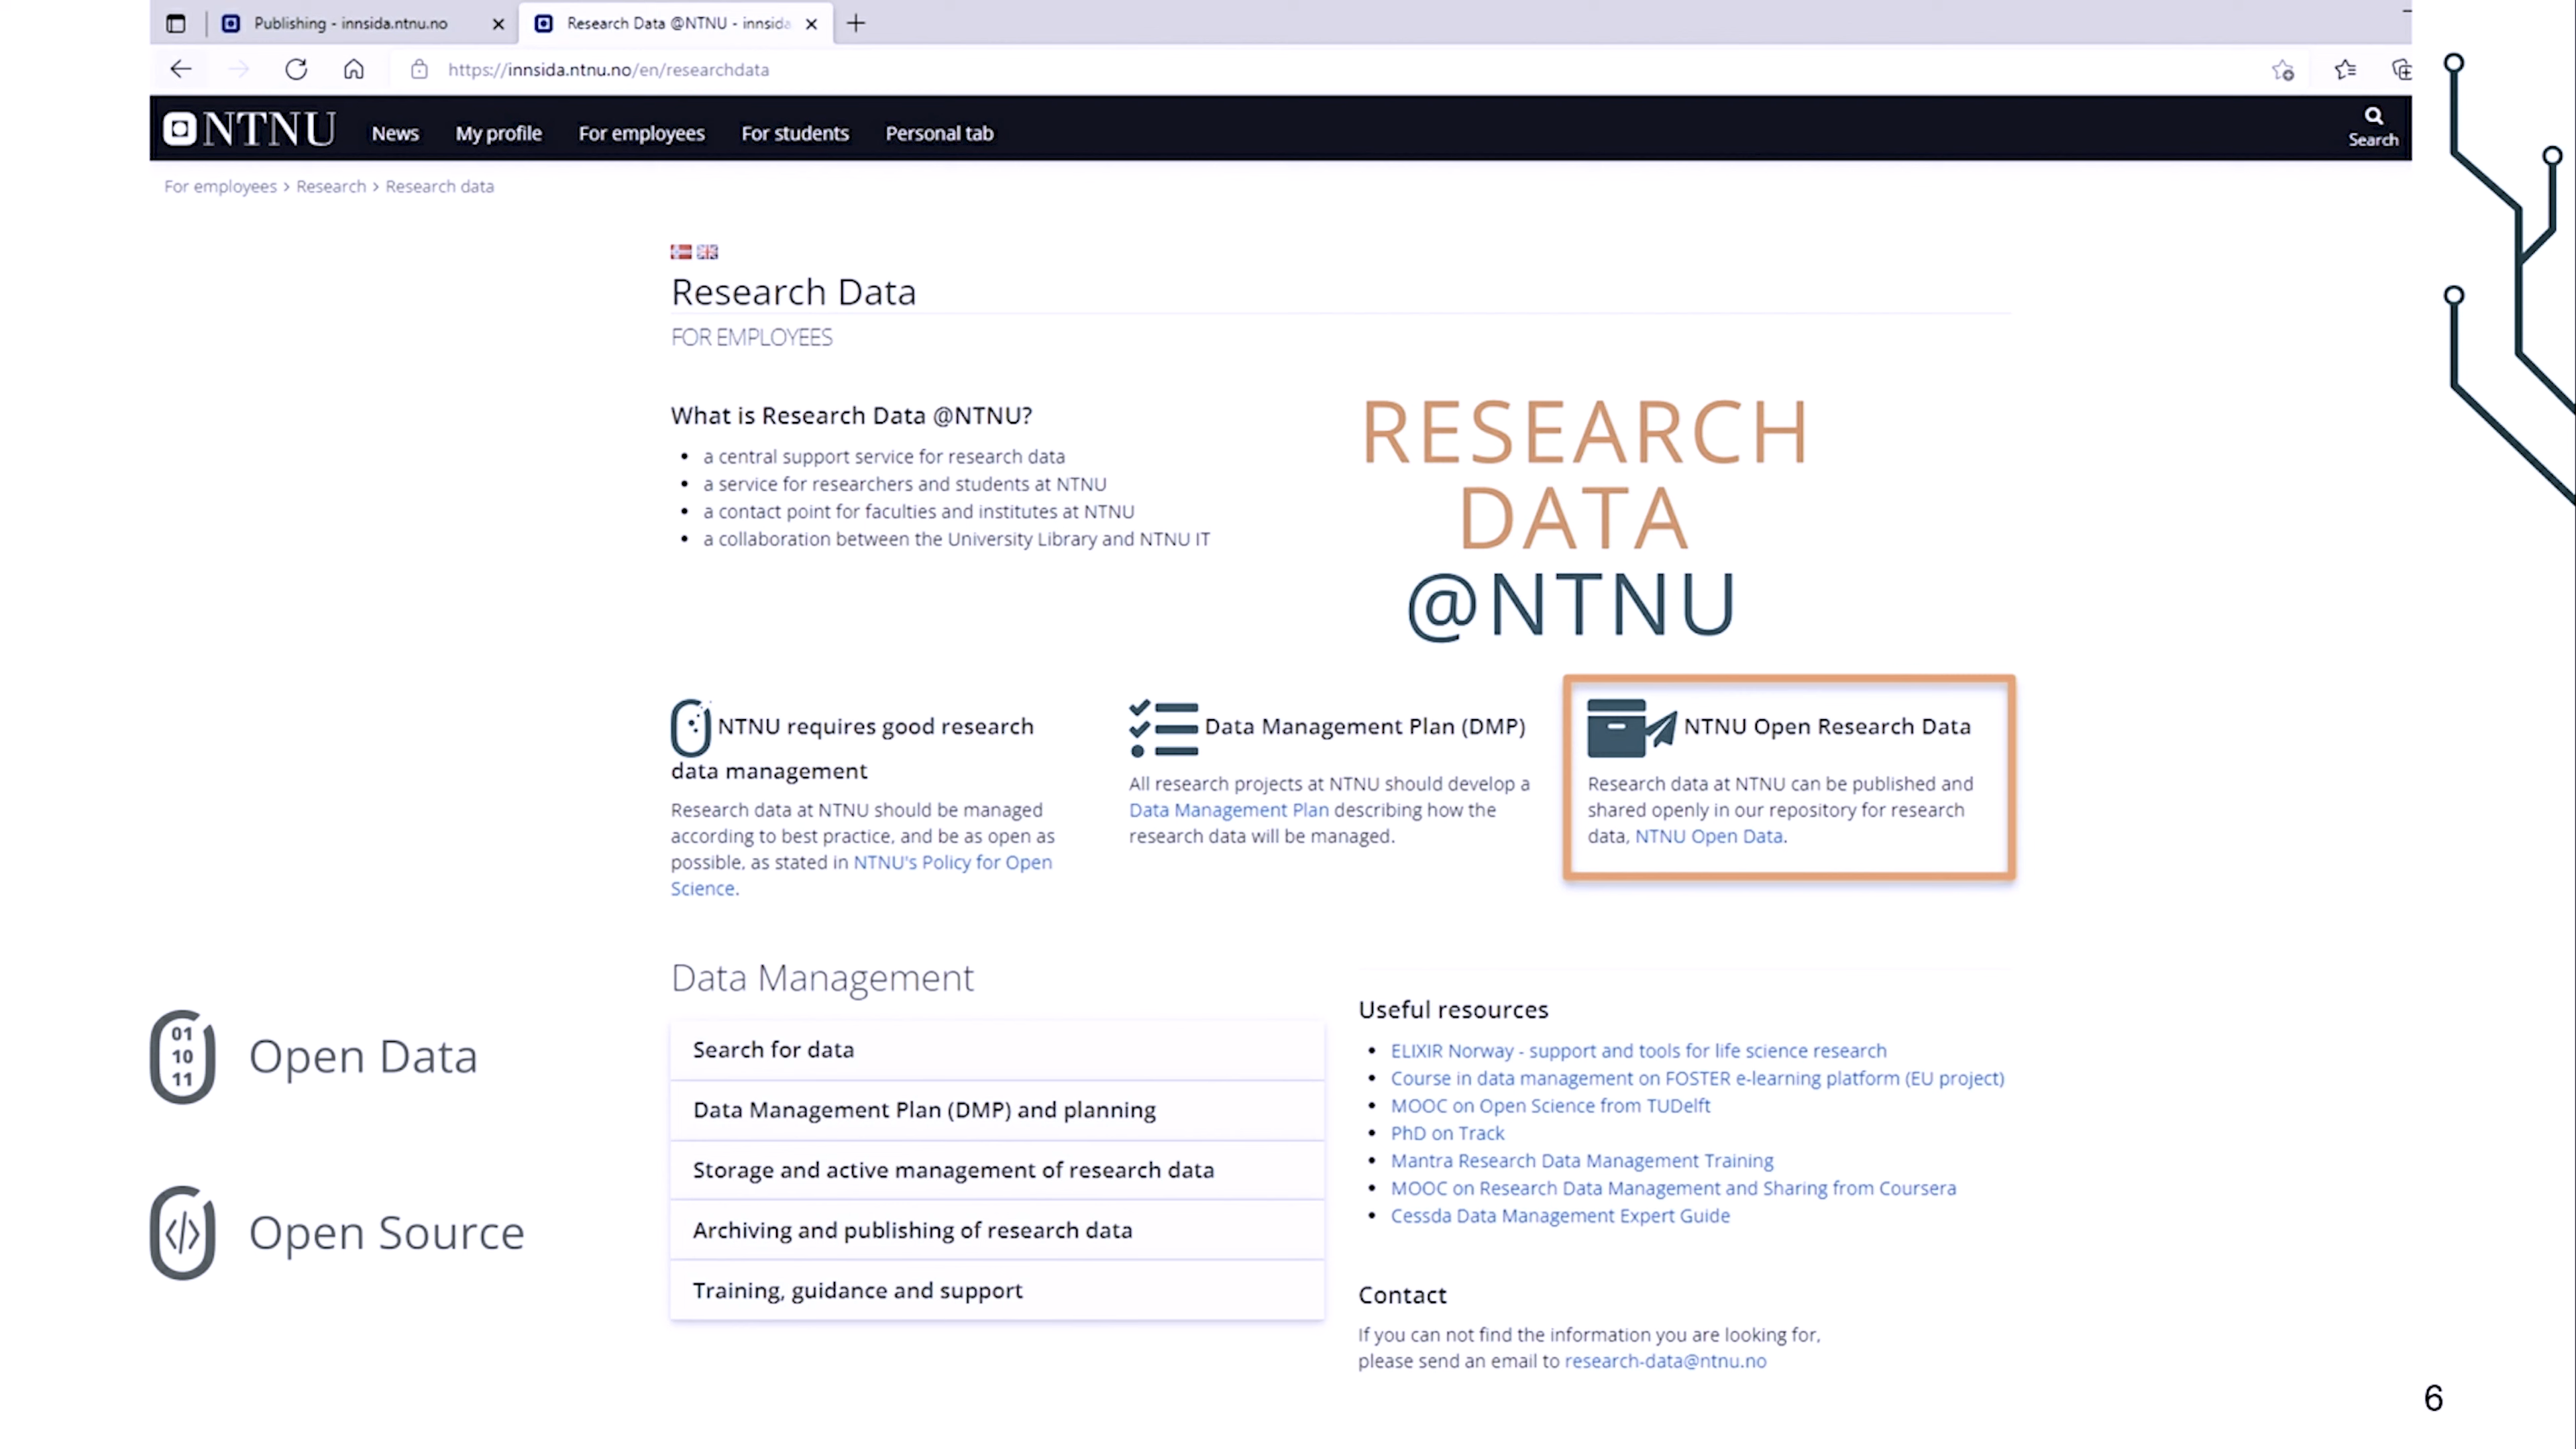 Publishing - innsida.ntnu.no
Research Data @NTNU - innsida
https://innsida.ntnu.no/en/researchdata
NTNU
News
My profile
For employees
For students
Personal tab
Search
For employees > Research > Research data
Research Data
FOR EMPLOYEES
What is Research Data @NTNU?
• a central support service for research data
• a service for researchers and students at NTNU
• a contact point for faculties and institutes at NTNU
• a collaboration between the University Library and NTNU IT
RESEARCH
DATA
@NTNU
NTNU requires good research
data management
Research data at NTNU should be managed
according to best practice, and be as open as
possible, as stated in NTNU's Policy for Open
Science.
Data Management Plan (DMP)
All research projects at NTNU should develop a
Data Management Plan describing how the
research data will be managed.
NTNU Open Research Data
Research data at NTNU can be published and
shared openly in our repository for research
data, NTNU Open Data.
01
10
11
Open Data
</>
Open Source
Data Management
Search for data
Data Management Plan (DMP) and planning
Storage and active management of research data
Archiving and publishing of research data
Training, guidance and support
Useful resources
• ELIXIR Norway - support and tools for life science research
• Course in data management on FOSTER e-learning platform (EU project)
• MOOC on Open Science from TUDelft
• PhD on Track
• Mantra Research Data Management Training
• MOOC on Research Data Management and Sharing from Coursera
• Cessda Data Management Expert Guide
Contact
If you can not find the information you are looking for,
please send an email to research-data@ntnu.no
6